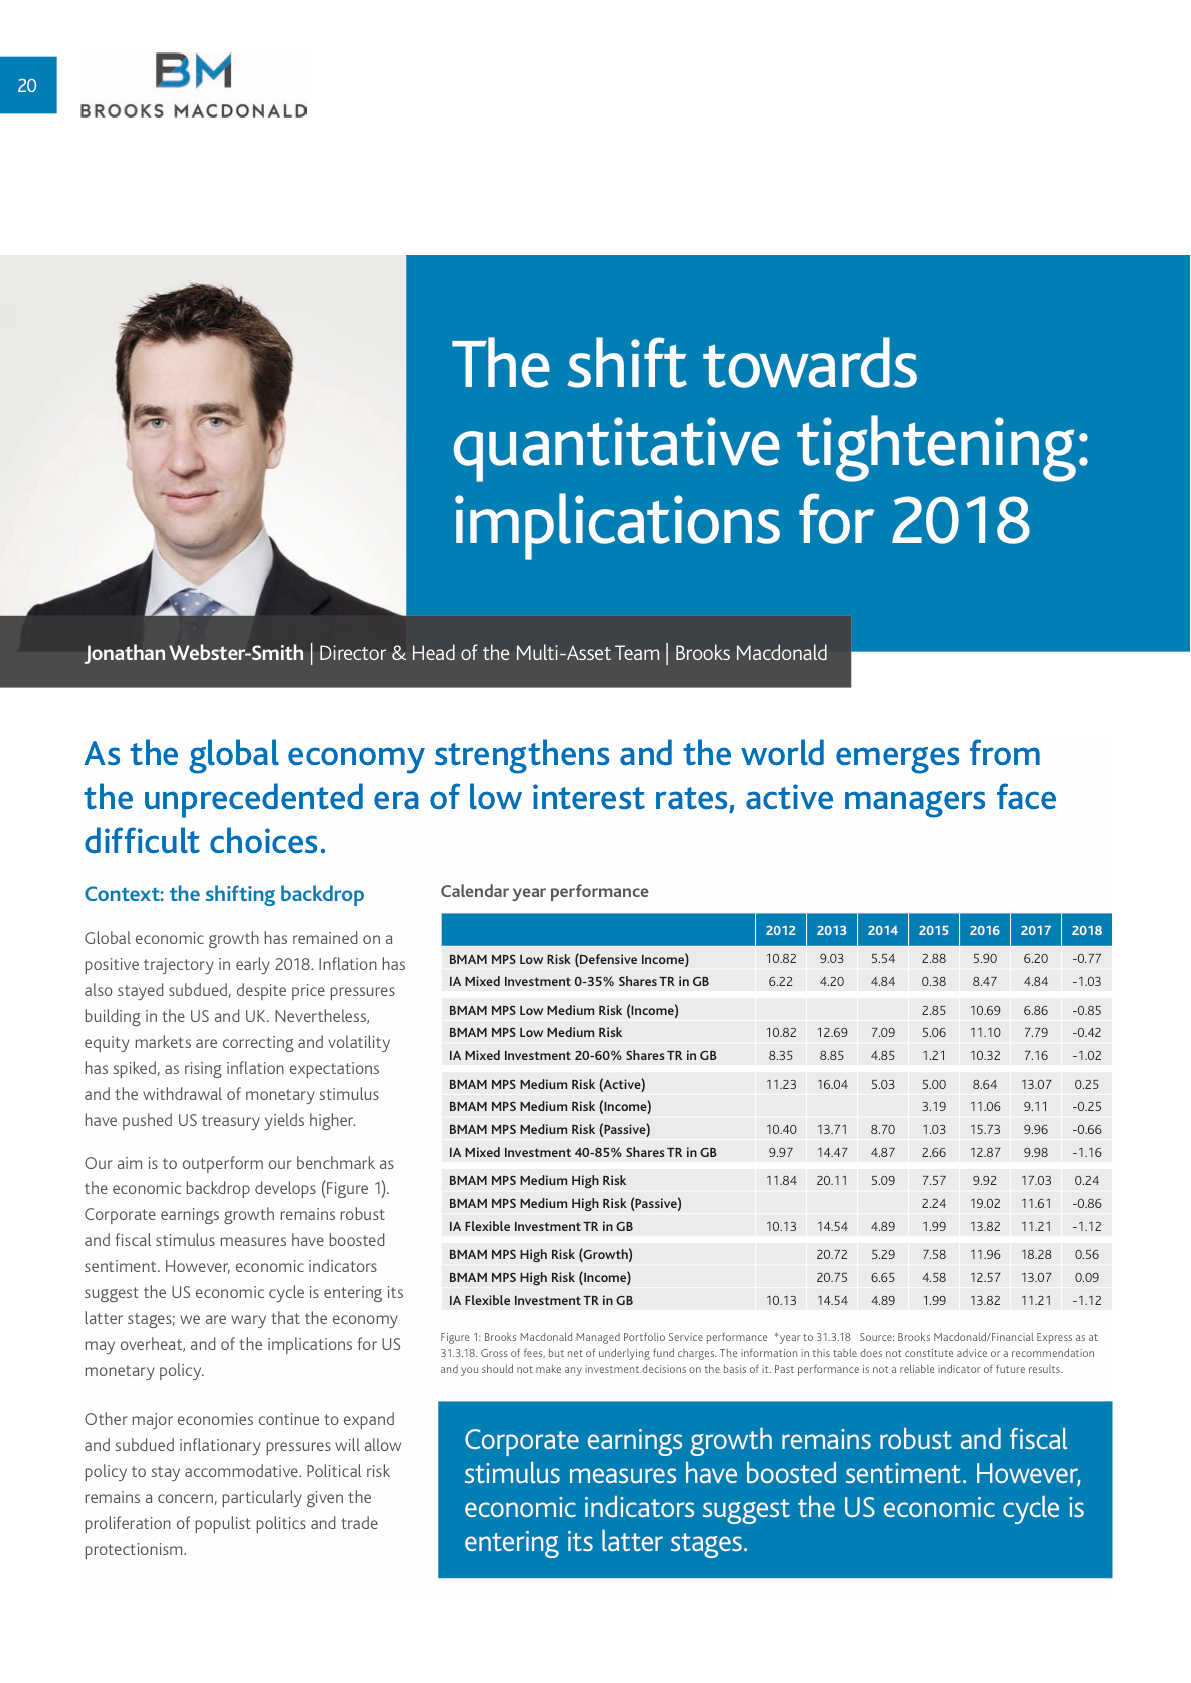 20
BM
BROOKS MACDONALD
The shift towards
quantitative tightening:
implications for 2018
Jonathan Webster-Smith | Director & Head of the Multi-Asset Team | Brooks Macdonald
As the global economy strengthens and the world emerges from
the unprecedented era of low interest rates, active managers face
difficult choices.
Context: the shifting backdrop
Global economic growth has remained on a
positive trajectory in early 2018. Inflation has
also stayed subdued, despite price pressures
building in the US and UK. Nevertheless,
equity markets are correcting and volatility
has spiked, as rising inflation expectations
and the withdrawal of monetary stimulus
have pushed US treasury yields higher.
Our aim is to outperform our benchmark as
the economic backdrop develops (Figure 1).
Corporate earnings growth remains robust
and fiscal stimulus measures have boosted
sentiment. However, economic indicators
suggest the US economic cycle is entering its
latter stages; we are wary that the economy
may overheat, and of the implications for US
monetary policy.
Other major economies continue to expand
and subdued inflationary pressures will allow
policy to stay accommodative. Political risk
remains a concern, particularly given the
proliferation of populist politics and trade
protectionism.
Calendar year performance
2012 2013 2014 2015 2016 2017 2018
BMAM MPS Low Risk (Defensive Income) 10.82 9.03 5.54 2.88 5.90 6.20 -0.77
IA Mixed Investment 0-35% Shares TR in GB 6.22 4.20 4.84 0.38 8.47 4.84 -1.03
BMAM MPS Low Medium Risk (Income) 2.85 10.69 6.86 -0.85
BMAM MPS Low Medium Risk 10.82 12.69 7.09 5.06 11.10 7.79 -0.42
IA Mixed Investment 20-60% Shares TR in GB 8.35 8.85 4.85 1.21 10.32 7.16 -1.02
BMAM MPS Medium Risk (Active) 11.23 16.04 5.03 5.00 8.64 13.07 0.25
BMAM MPS Medium Risk (Income) 3.19 11.06 9.11 -0.25
BMAM MPS Medium Risk (Passive) 10.40 13.71 8.70 1.03 15.73 9.96 -0.66
IA Mixed Investment 40-85% Shares TR in GB 9.97 14.47 4.87 2.66 12.87 9.98 -1.16
BMAM MPS Medium High Risk 11.84 20.11 5.09 7.57 9.92 17.03 0.24
BMAM MPS Medium High Risk (Passive) 2.24 19.02 11.61 -0.86
IA Flexible Investment TR in GB 10.13 14.54 4.89 1.99 13.82 11.21 -1.12
BMAM MPS High Risk (Growth) 20.72 5.29 7.58 11.96 18.28 0.56
BMAM MPS High Risk (Income) 20.75 6.65 4.58 12.57 13.07 0.09
IA Flexible Investment TR in GB 10.13 14.54 4.89 1.99 13.82 11.21 -1.12
Figure 1: Brooks Macdonald Managed Portfolio Service performance *year to 31.3.18 Source: Brooks Macdonald/Financial Express as at
31.3.18. Gross of fees, but net of underlying fund charges. The information in this table does not constitute advice or a recommendation
and you should not make any investment decisions on the basis of it. Past performance is not a reliable indicator of future results.
Corporate earnings growth remains robust and fiscal
stimulus measures have boosted sentiment. However,
economic indicators suggest the US economic cycle is
entering its latter stages.